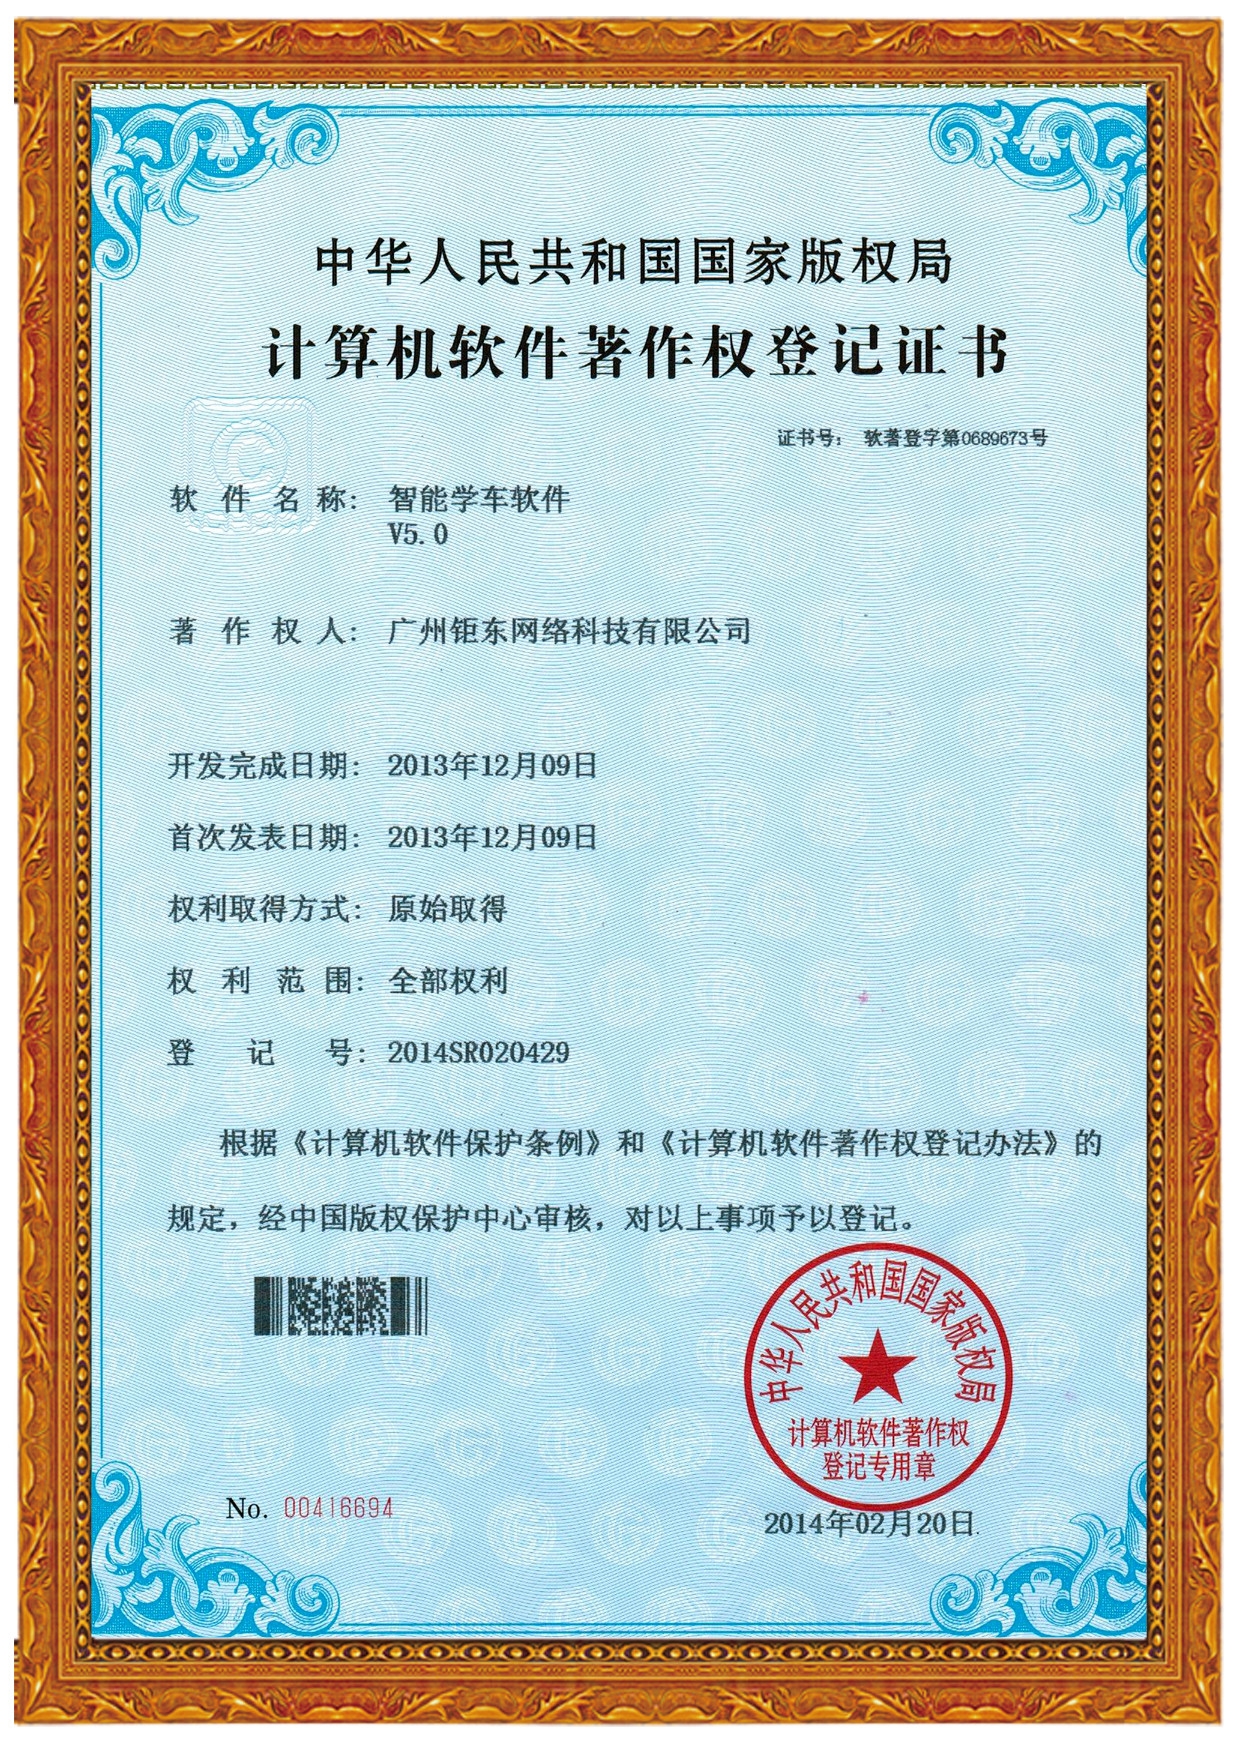 中华人民共和国国家版权局
计算机软件著作权登记证书
证书号： 软著登字第0689673号
软件名称： 智能学车软件
V5.0
著作权人： 广州钜东网络科技有限公司
开发完成日期： 2013年12月09日
首次发表日期： 2013年12月09日
权利取得方式： 原始取得
权利范围： 全部权利
登记号： 2014SR020429
根据《计算机软件保护条例》和《计算机软件著作权登记办法》的
规定，经中国版权保护中心审核，对以上事项予以登记。
中华人民共和国国家版权局
计算机软件著作权
登记专用章
No. 00416694
2014年02月20日